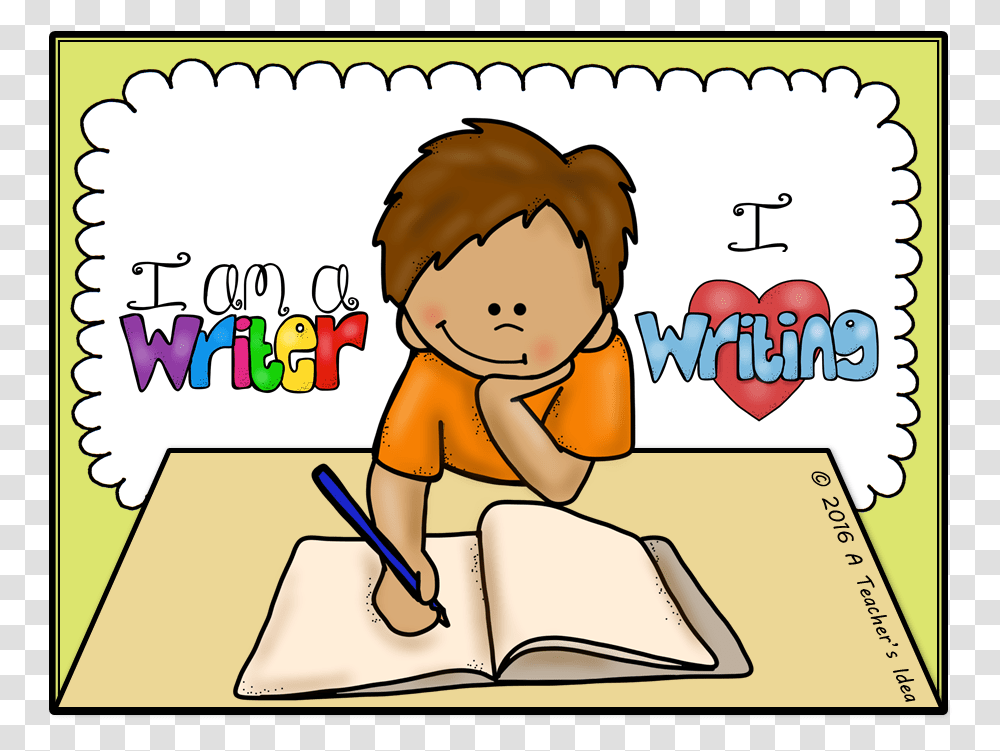 I am a
Writer
I
Writing
© 2016 A Teacher's Idea